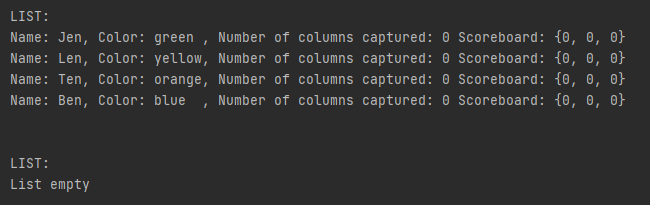 LIST:
Name: Jen, Color: green , Number of columns captured: 0 Scoreboard: {0, 0, 0}
Name: Len, Color: yellow, Number of columns captured: 0 Scoreboard: {0, 0, 0}
Name: Ten, Color: orange, Number of columns captured: 0 Scoreboard: {0, 0, 0}
Name: Ben, Color: blue  , Number of columns captured: 0 Scoreboard: {0, 0, 0}
LIST:
List empty